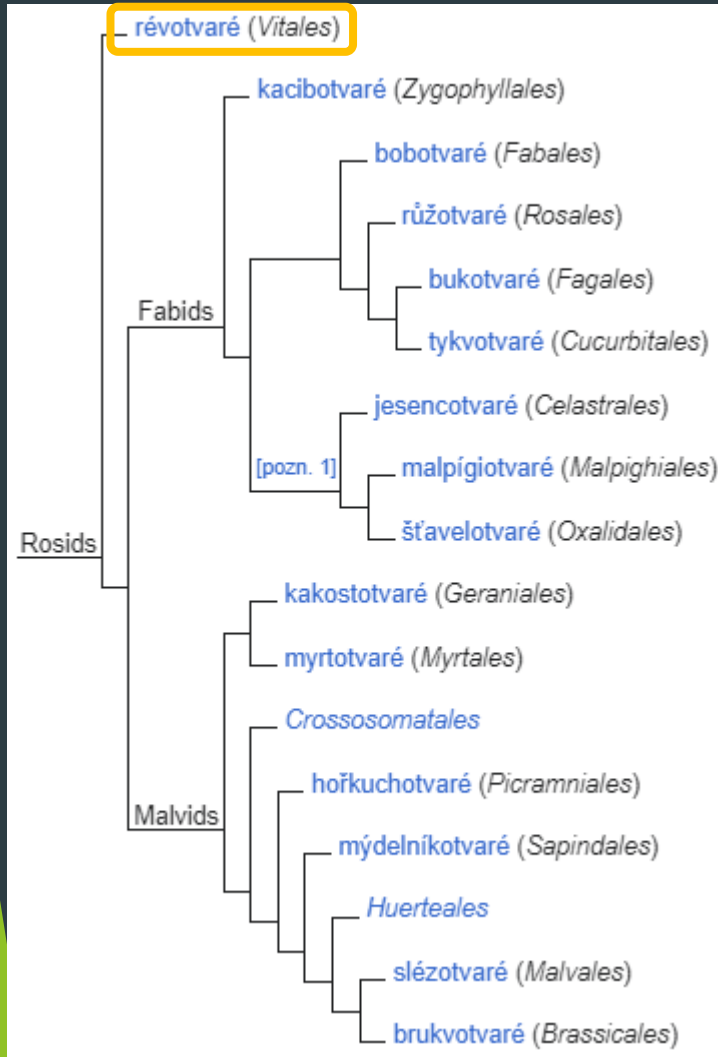 révotvaré (Vitales)
kacibotvaré (Zygophyllales)
bobotvaré (Fabales)
růžotvaré (Rosales)
bukotvaré (Fagales)
Fabids
tykvotvaré (Cucurbitales)
jesencotvaré (Celastrales)
[pozn. 1]
malpígiotvaré (Malpighiales)
šťavelotvaré (Oxalidales)
Rosids
kakostotvaré (Geraniales)
myrtotvaré (Myrtales)
Crossosomatales
hořkuchotvaré (Picramniales)
Malvids
mýdelníkotvaré (Sapindales)
Huerteales
slézotvaré (Malvales)
brukvotvaré (Brassicales)